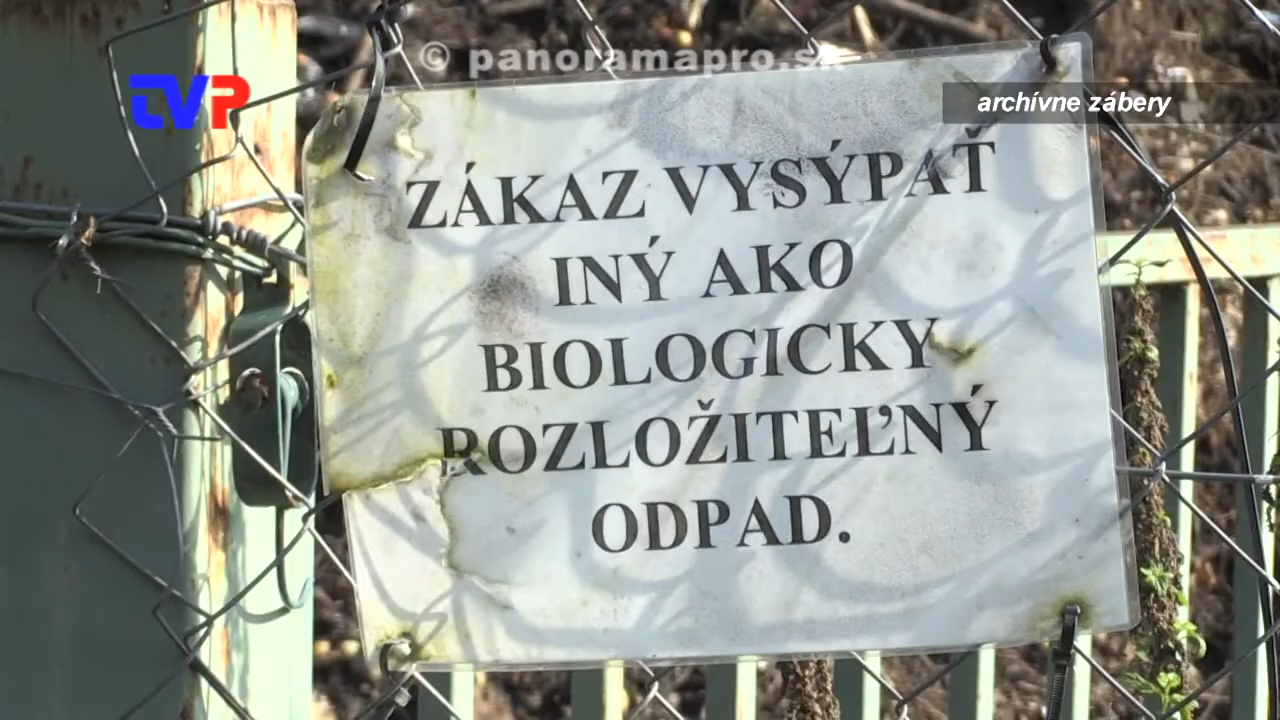 © panoramapro.sk
TVP
archívne zábery
ZÁKAZ VYSÝPAŤ
INÝ AKO
BIOLOGICKY
ROZLOŽITEĽNÝ
ODPAD.